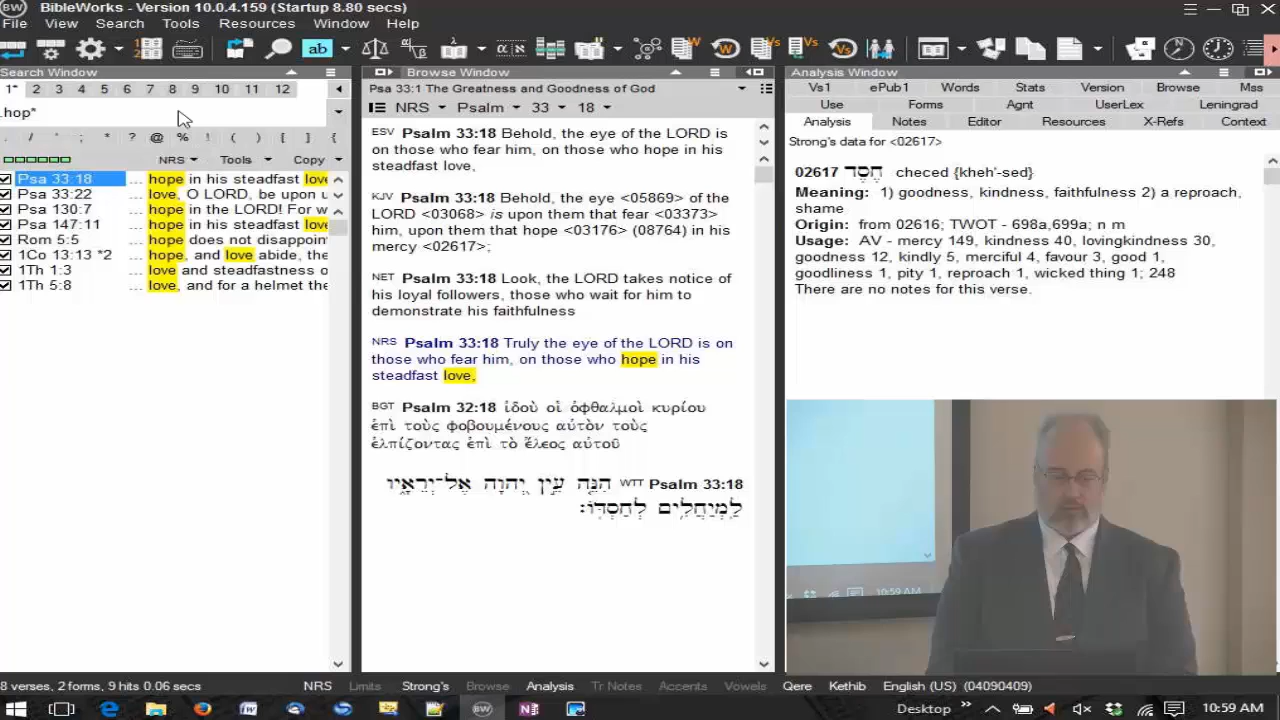 BW BibleWorks - Version 10.0.4.159 (Startup 8.80 secs)
File View Search Tools Resources Window Help
Search Window
1* 2 3 4 5 6 7 8 9 10 11 12
.hop*
. / ' ; * ? @ % ! ( ) [ ] {
NRS Tools Copy
Psa 33:18 ... hope in his steadfast love
Psa 33:22 ... love, O LORD, be upon u
Psa 130:7 ... hope in the LORD! For w
Psa 147:11 ... hope in his steadfast love
Rom 5:5 ... hope does not disappoin
1Co 13:13 *2 ... hope, and love abide, the
1Th 1:3 ... love and steadfastness o
1Th 5:8 ... love, and for a helmet the
8 verses, 2 forms, 9 hits 0.06 secs
Browse Window
Psa 33:1 The Greatness and Goodness of God
NRS Psalm 33 18
ESV Psalm 33:18 Behold, the eye of the LORD is
on those who fear him, on those who hope in his
steadfast love,
KJV Psalm 33:18 Behold, the eye <05869> of the
LORD <03068> is upon them that fear <03373>
him, upon them that hope <03176> (08764) in his
mercy <02617>;
NET Psalm 33:18 Look, the LORD takes notice of
his loyal followers, those who wait for him to
demonstrate his faithfulness
NRS Psalm 33:18 Truly the eye of the LORD is on
those who fear him, on those who hope in his
steadfast love,
BGT Psalm 32:18 ἰδοὺ οἱ ὀφθαλμοὶ κυρίου
ἐπὶ τοὺς φοβουμένους αὐτὸν τοὺς
ἐλπίζοντας ἐπὶ τὸ ἔλεος αὐτοῦ
WTT Psalm 33:18 הִנֵּ֤ה עֵ֣ין יְ֭הוָה אֶל־יְרֵאָ֑יו
לַֽמְיַחֲלִ֥ים לְחַסְדּֽוֹ׃
NRS Limits Strong's Browse Analysis Tr Notes Accents Vowels Qere Kethib English (US) (04090409)
Analysis Window
Vs1 ePub1 Words Stats Version Browse Mss
Use Forms Agnt UserLex Leningrad
Analysis Notes Editor Resources X-Refs Context
Strong's data for <02617>
02617 חֶסֶד checed {kheh'-sed}
Meaning: 1) goodness, kindness, faithfulness 2) a reproach,
shame
Origin: from 02616; TWOT - 698a,699a; n m
Usage: AV - mercy 149, kindness 40, lovingkindness 30,
goodness 12, kindly 5, merciful 4, favour 3, good 1,
goodliness 1, pity 1, reproach 1, wicked thing 1; 248
There are no notes for this verse.
10:59 AM
Desktop 10:59 AM